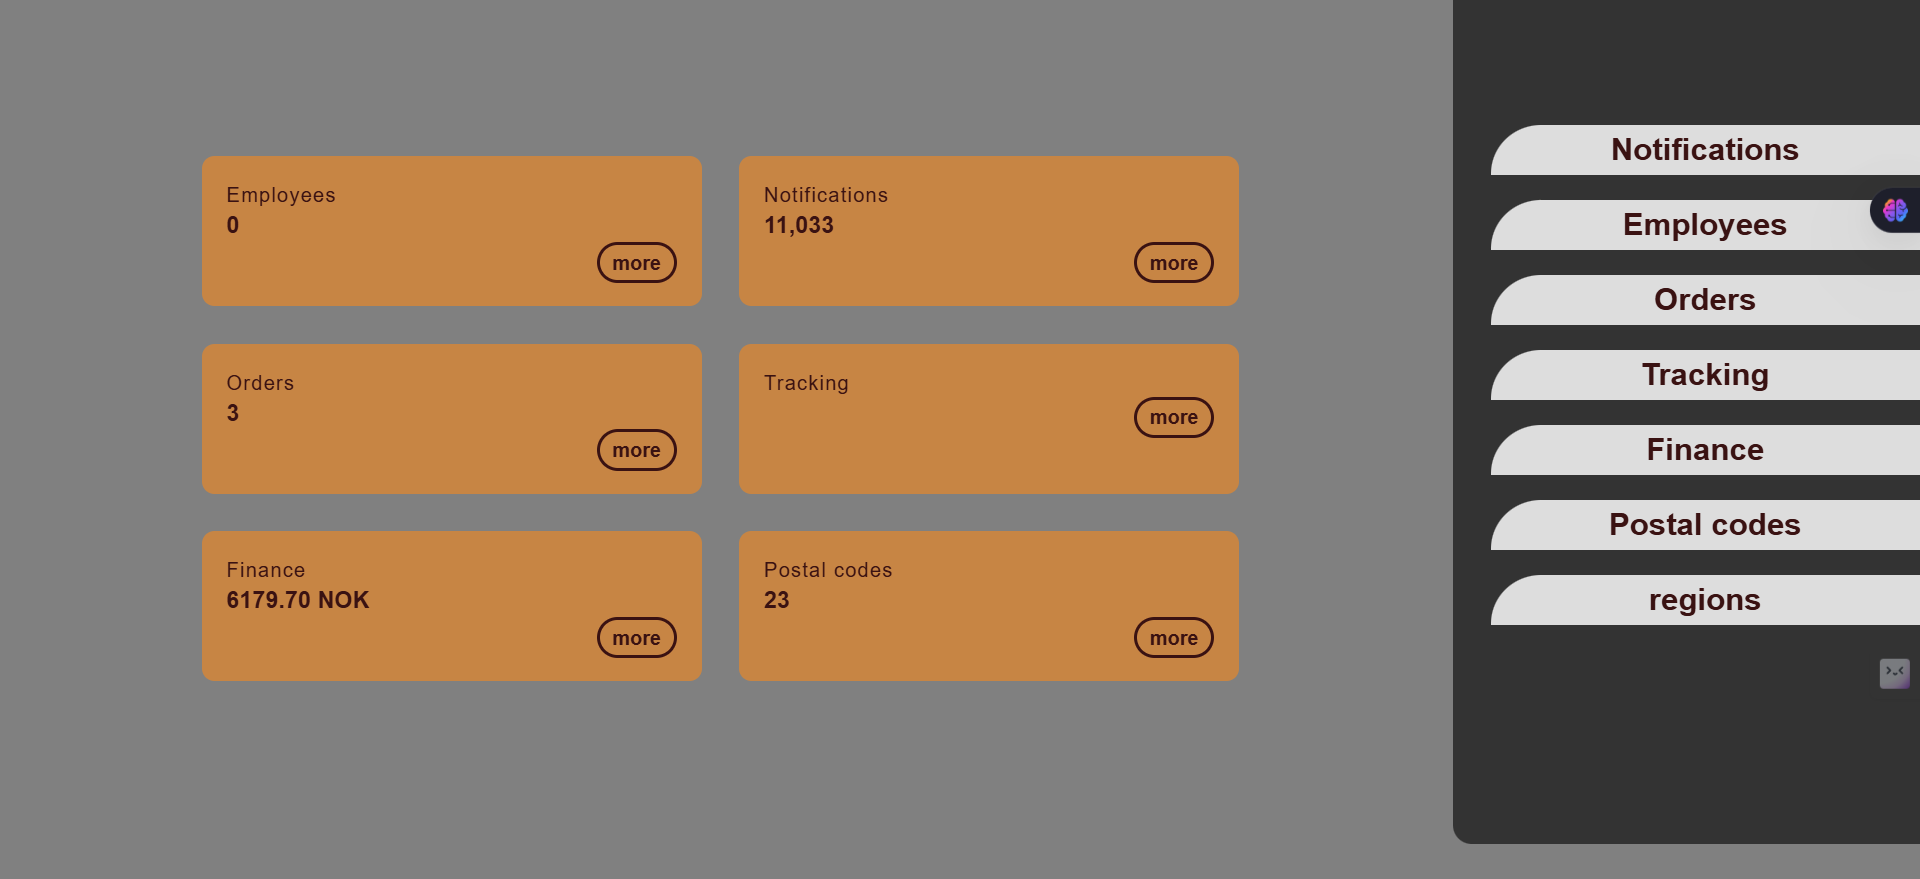 Employees
0
more
Notifications
11,033
more
Orders
3
more
Tracking
more
Finance
6179.70 NOK
more
Postal codes
23
more
Notifications
Employees
Orders
Tracking
Finance
Postal codes
regions